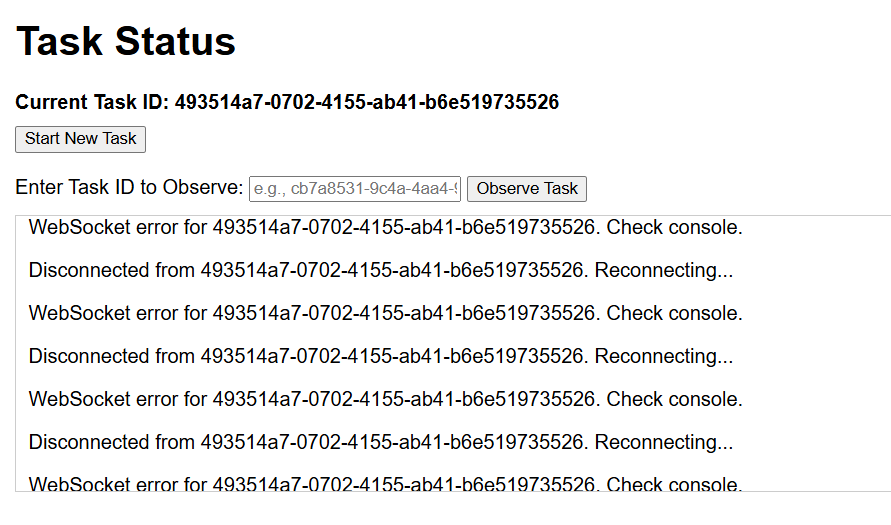 Task Status
Current Task ID: 493514a7-0702-4155-ab41-b6e519735526
Start New Task
Enter Task ID to Observe: e.g., cb7a8531-9c4a-4aa4- Observe Task
WebSocket error for 493514a7-0702-4155-ab41-b6e519735526. Check console.
Disconnected from 493514a7-0702-4155-ab41-b6e519735526. Reconnecting...
WebSocket error for 493514a7-0702-4155-ab41-b6e519735526. Check console.
Disconnected from 493514a7-0702-4155-ab41-b6e519735526. Reconnecting...
WebSocket error for 493514a7-0702-4155-ab41-b6e519735526. Check console.
Disconnected from 493514a7-0702-4155-ab41-b6e519735526. Reconnecting...
WebSocket error for 493514a7-0702-4155-ab41-b6e519735526. Check console.